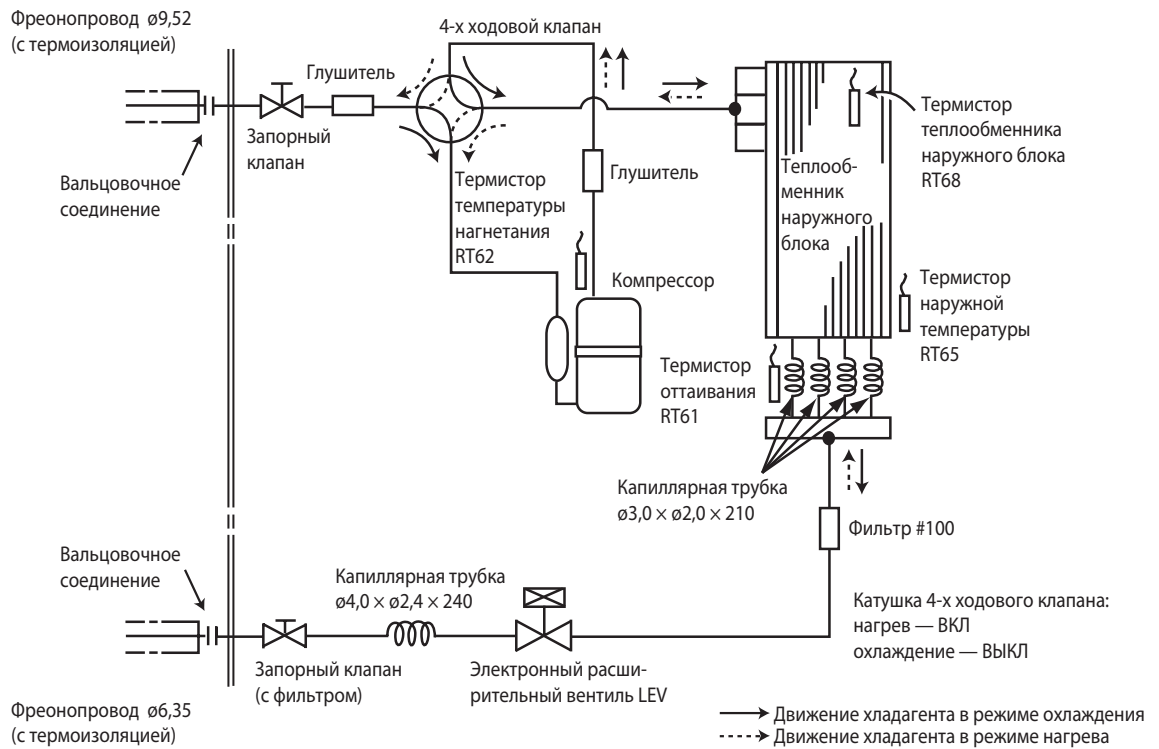 Фреонопровод ø9,52
(с термоизоляцией)
4-х ходовой клапан
Глушитель
Запорный
клапан
Вальцовочное
соединение
Термистор
температуры
нагнетания
RT62
Глушитель
Компрессор
Термистор
теплообменника
наружного блока
RT68
Теплооб-
менник
наружного
блока
Термистор
наружной
температуры
RT65
Термистор
оттаивания
RT61
Капиллярная трубка
ø3,0 × ø2,0 × 210
Фильтр #100
Вальцовочное
соединение
Капиллярная трубка
ø4,0 × ø2,4 × 240
Катушка 4-х ходового клапана:
нагрев — ВКЛ
охлаждение — ВЫКЛ
Запорный клапан
(с фильтром)
Электронный расши-
рительный вентиль LEV
Фреонопровод ø6,35
(с термоизоляцией)
Движение хладагента в режиме охлаждения
Движение хладагента в режиме нагрева